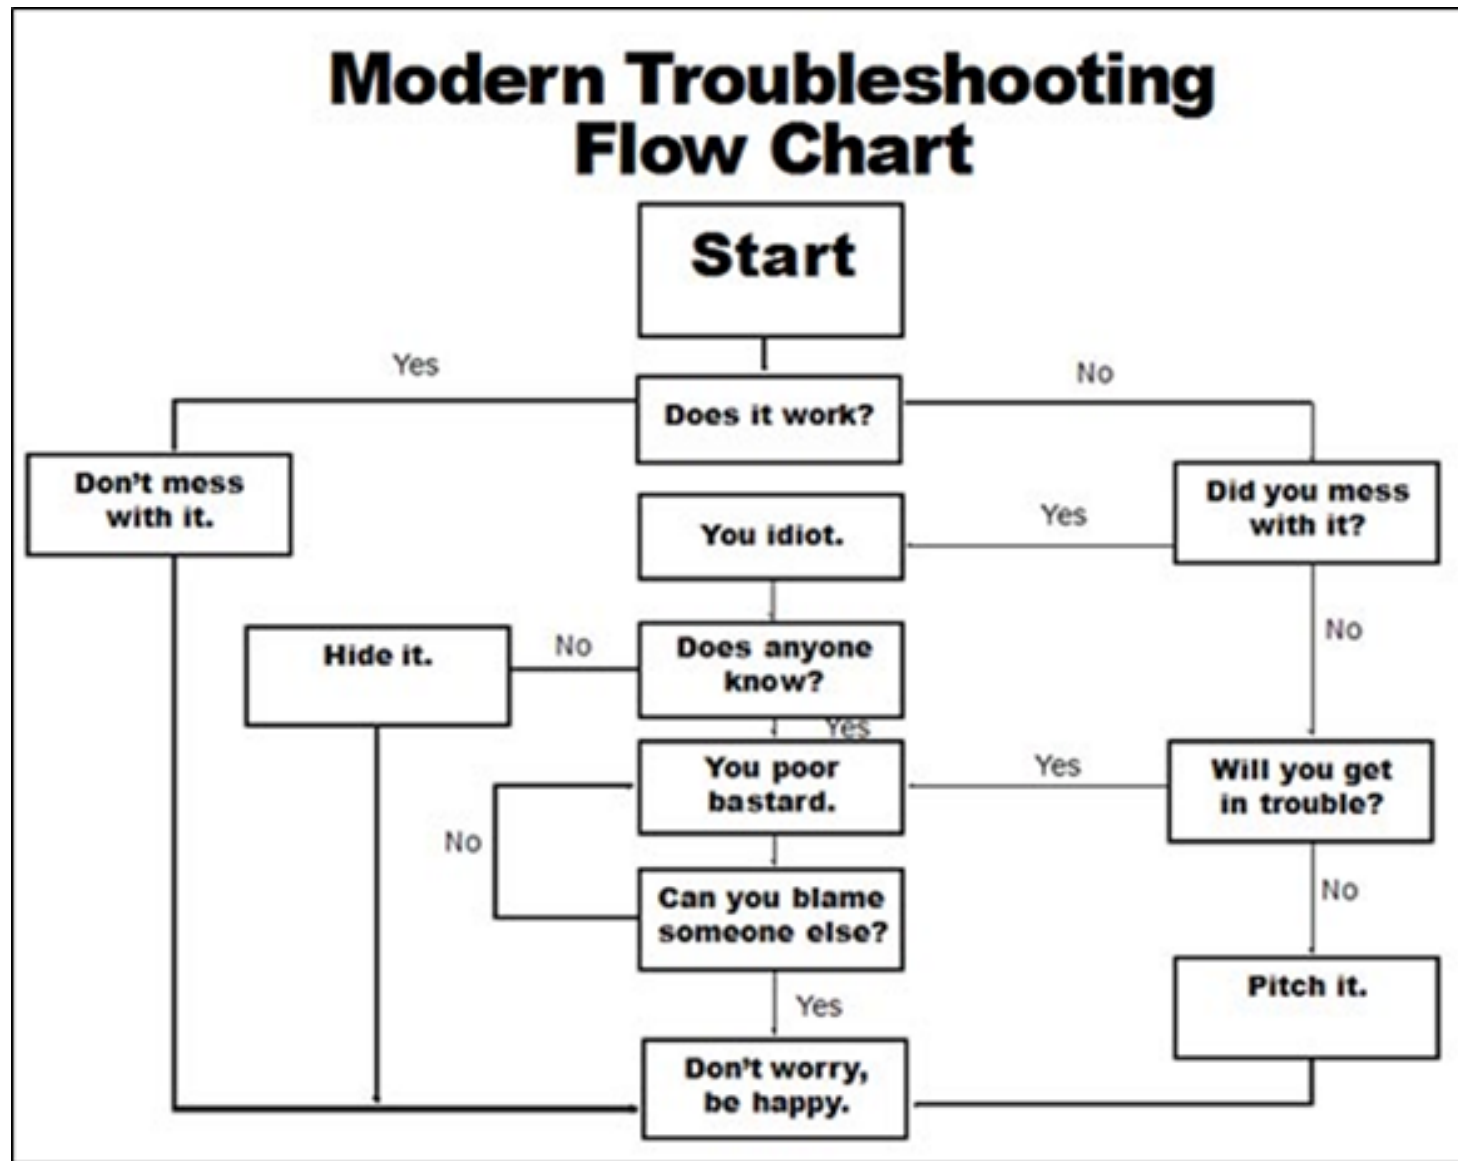 Modern Troubleshooting
Flow Chart
Start
Yes
No
Does it work?
Don't mess
with it.
Did you mess
with it?
Yes
You idiot.
No
Hide it.
No
Does anyone
know?
Yes
You poor
bastard.
Yes
Will you get
in trouble?
No
Can you blame
someone else?
No
Yes
Pitch it.
Don't worry,
be happy.